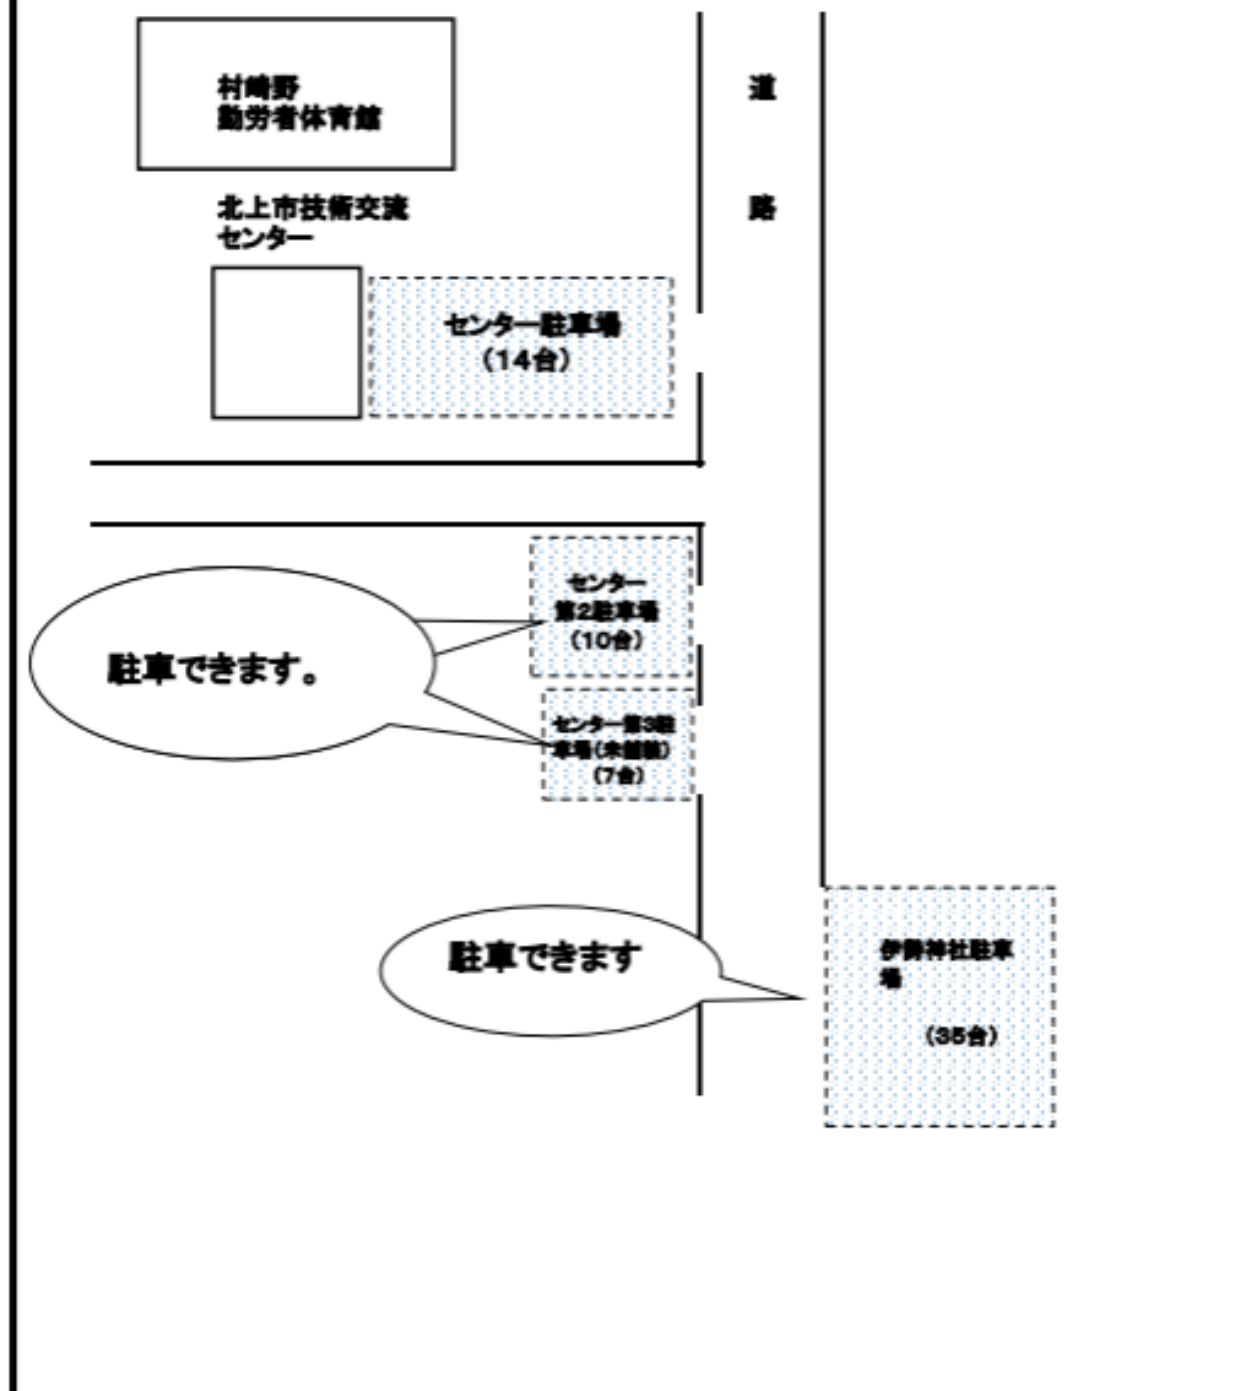 村崎野
勤労者体育館
道
路
北上市技術交流
センター
センター駐車場
（14台）
センター
第2駐車場
（10台）
駐車できます。
センター第3駐
車場（未舗装）
（7台）
駐車できます
伊勢神社駐車
場
（35台）